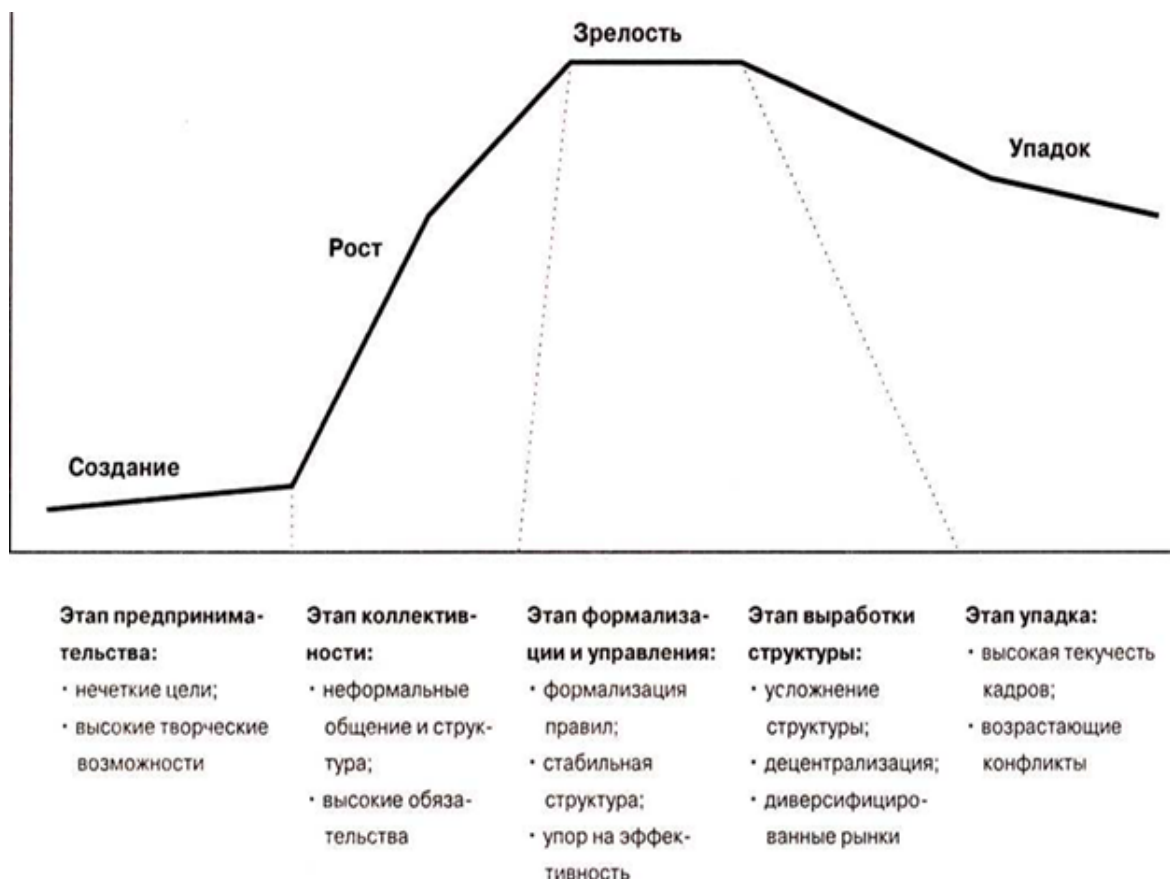 Зрелость
Упадок
Рост
Создание
Этап предпринима-
тельства:
· нечеткие цели;
· высокие творческие
возможности
Этап коллектив-
ности:
· неформальные
общение и струк-
тура;
· высокие обяза-
тельства
Этап формализа-
ции и управления:
· формализация
правил;
· стабильная
структура;
· упор на эффек-
тивность
Этап выработки
структуры:
· усложнение
структуры;
· децентрализация;
· диверсифициро-
ванные рынки
Этап упадка:
· высокая текучесть
кадров;
· возрастающие
конфликты